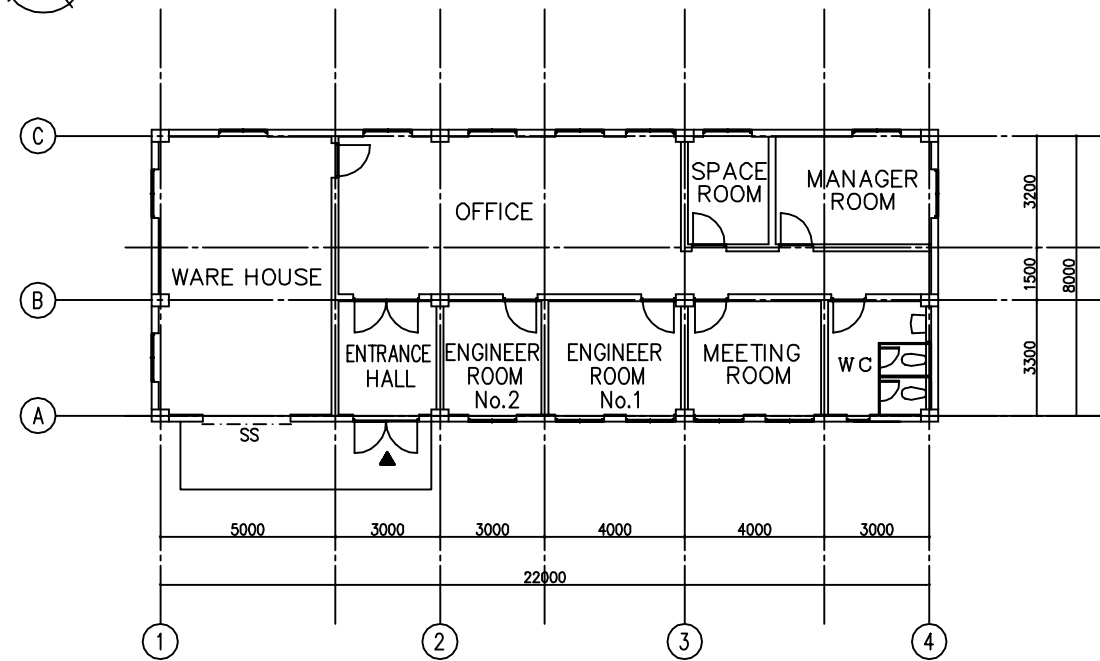 C
SPACE
ROOM
MANAGER
ROOM
3200
OFFICE
WARE HOUSE
1500
8000
B
ENTRANCE
HALL
ENGINEER
ROOM
No.2
ENGINEER
ROOM
No.1
MEETING
ROOM
WC
3300
A
SS
5000
3000
3000
4000
4000
3000
22000
1
2
3
4